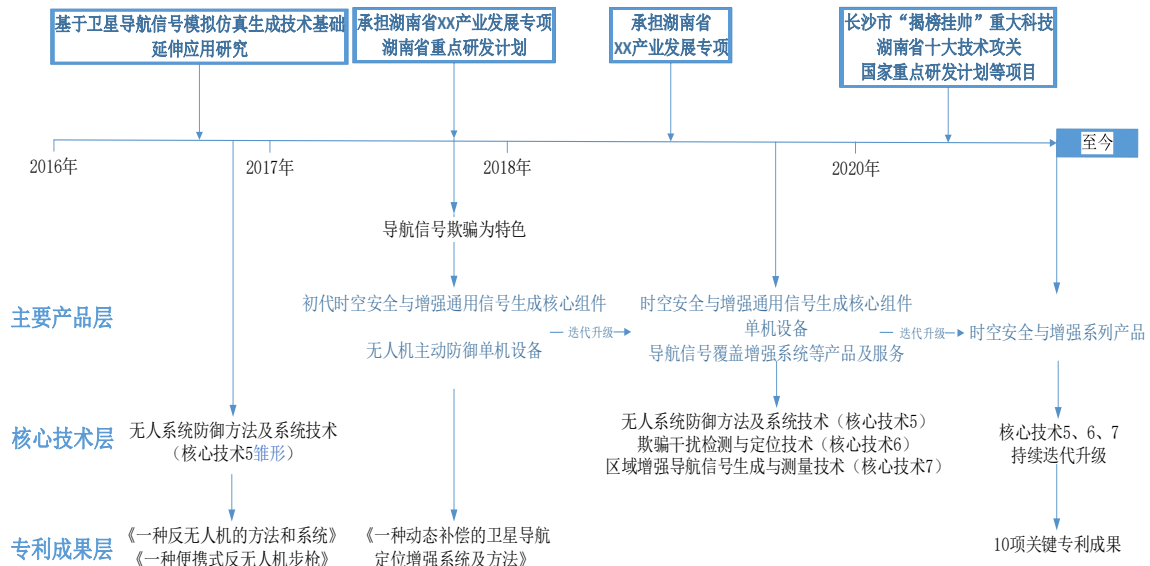 基于卫星导航信号模拟仿真生成技术基础
延伸应用研究
承担湖南省XX产业发展专项
湖南省重点研发计划
承担湖南省
XX产业发展专项
长沙市“揭榜挂帅”重大科技
湖南省十大技术攻关
国家重点研发计划等项目
2016年
2017年
2018年
2020年
至今
导航信号欺骗为特色
主要产品层
初代时空安全与增强通用信号生成核心组件
无人机主动防御单机设备
迭代升级
时空安全与增强通用信号生成核心组件
单机设备
导航信号覆盖增强系统等产品及服务
迭代升级
时空安全与增强系列产品
核心技术层
无人系统防御方法及系统技术
（核心技术5雏形）
无人系统防御方法及系统技术（核心技术5）
欺骗干扰检测与定位技术（核心技术6）
区域增强导航信号生成与测量技术（核心技术7）
核心技术5、6、7
持续迭代升级
专利成果层
《一种反无人机的方法和系统》
《一种便携式反无人机步枪》
《一种动态补偿的卫星导航
定位增强系统及方法》
10项关键专利成果